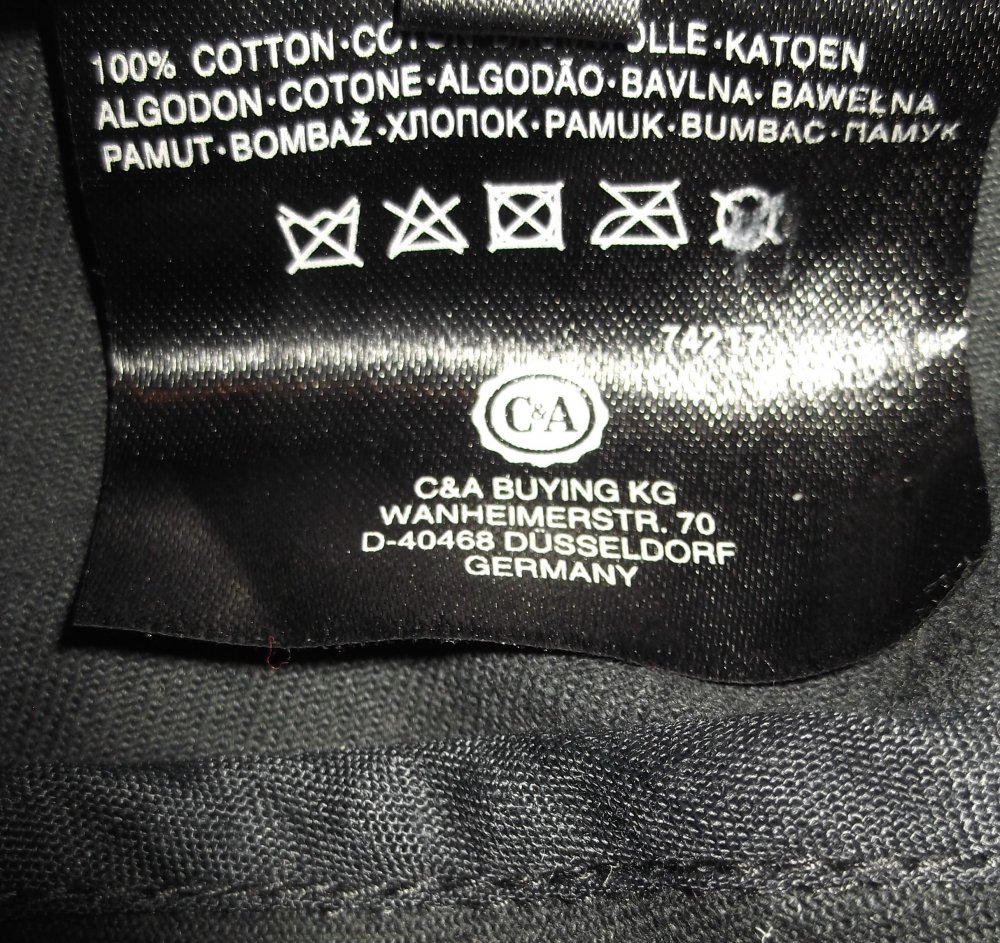 100% COTTON · KATOEN
ALGODON·COTONE·ALGODÃO·BAVLNA·BAWEŁNA
PAMUT·BOMBAŽ·ХЛОПОК·PAMUK·BUMBAC·ПАМУК
C&A
C&A BUYING KG
WANHEIMERSTR. 70
D-40468 DÜSSELDORF
GERMANY